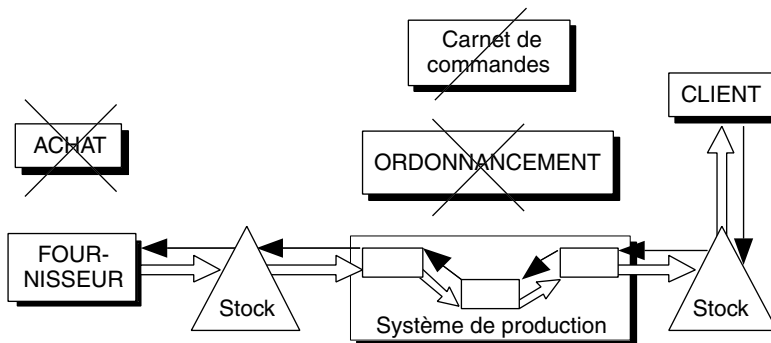 Carnet de
commandes
CLIENT
ACHAT
ORDONNANCEMENT
FOUR-
NISSEUR
Stock
Système de production
Stock